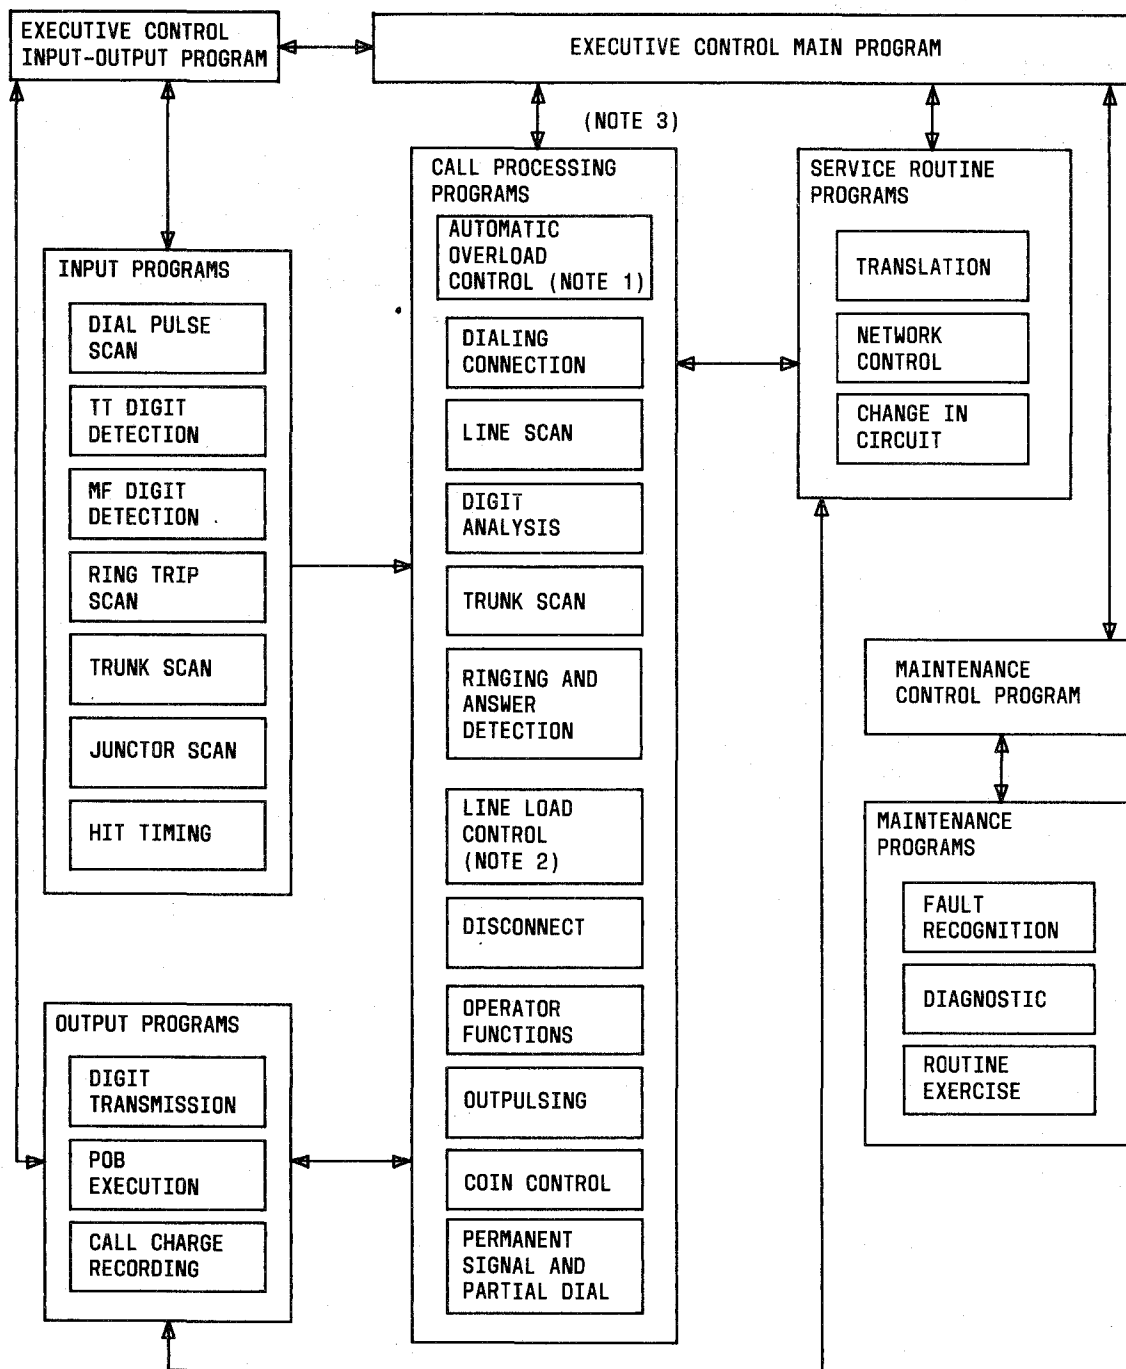 EXECUTIVE CONTROL
INPUT-OUTPUT PROGRAM
EXECUTIVE CONTROL MAIN PROGRAM
(NOTE 3)
INPUT PROGRAMS
DIAL PULSE
SCAN
TT DIGIT
DETECTION
MF DIGIT
DETECTION
RING TRIP
SCAN
TRUNK SCAN
JUNCTOR SCAN
HIT TIMING
OUTPUT PROGRAMS
DIGIT
TRANSMISSION
POB
EXECUTION
CALL CHARGE
RECORDING
CALL PROCESSING
PROGRAMS
AUTOMATIC
OVERLOAD
CONTROL (NOTE 1)
DIALING
CONNECTION
LINE SCAN
DIGIT
ANALYSIS
TRUNK SCAN
RINGING AND
ANSWER
DETECTION
LINE LOAD
CONTROL
(NOTE 2)
DISCONNECT
OPERATOR
FUNCTIONS
OUTPULSING
COIN CONTROL
PERMANENT
SIGNAL AND
PARTIAL DIAL
SERVICE ROUTINE
PROGRAMS
TRANSLATION
NETWORK
CONTROL
CHANGE IN
CIRCUIT
MAINTENANCE
CONTROL PROGRAM
MAINTENANCE
PROGRAMS
FAULT
RECOGNITION
DIAGNOSTIC
ROUTINE
EXERCISE